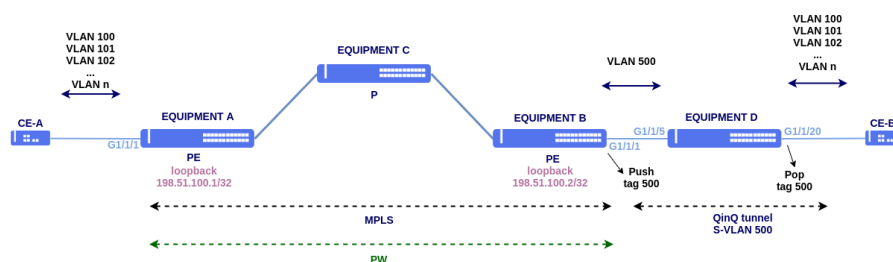 VLAN 100
VLAN 101
VLAN 102
...
VLAN n
CE-A
G1/1/1
EQUIPMENT A
PE
loopback
198.51.100.1/32
EQUIPMENT C
P
EQUIPMENT B
PE
loopback
198.51.100.2/32
VLAN 500
G1/1/5
G1/1/1
Push
tag 500
EQUIPMENT D
G1/1/20
Pop
tag 500
VLAN 100
VLAN 101
VLAN 102
...
VLAN n
CE-B
MPLS
QinQ tunnel
S-VLAN 500
PW